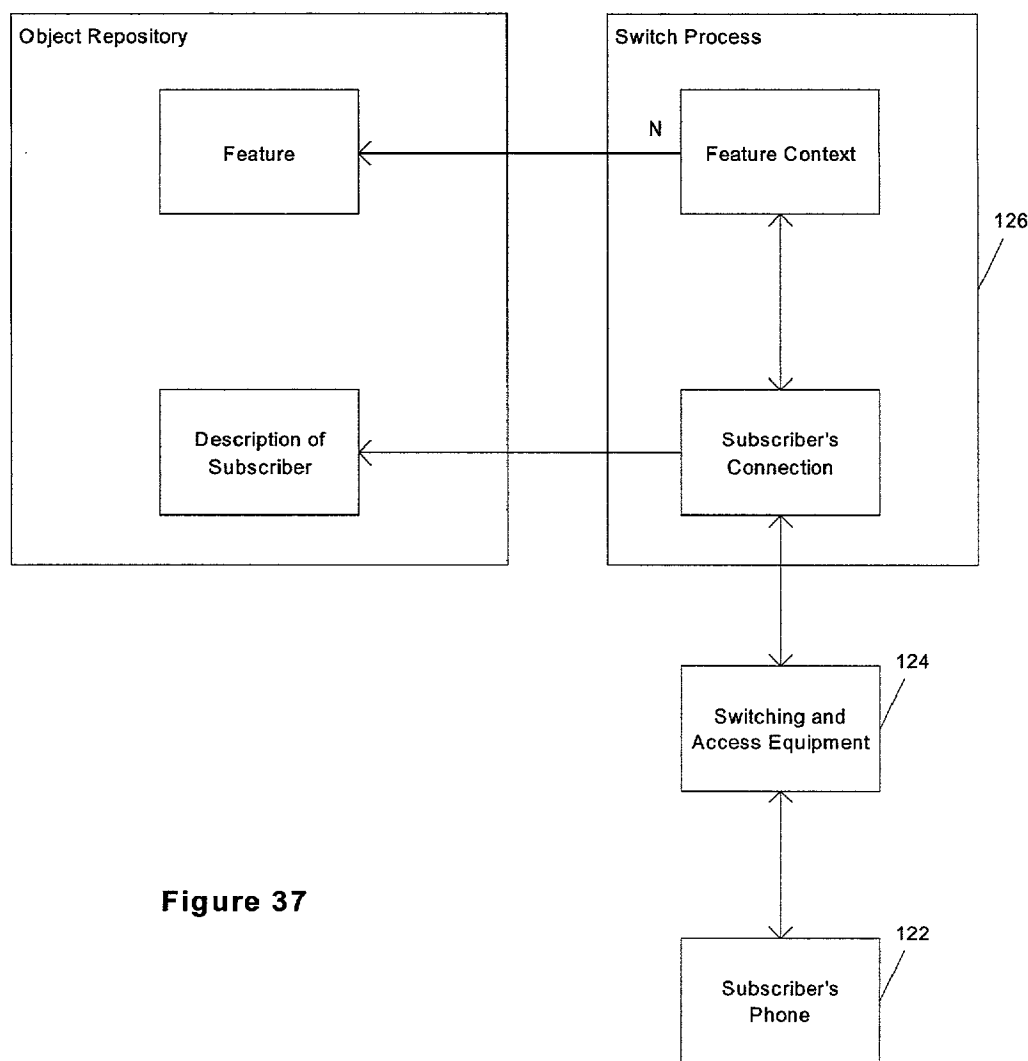 Object Repository
Switch Process
Feature
N
Feature Context
126
Description of
Subscriber
Subscriber's
Connection
124
Switching and
Access Equipment
Figure 37
122
Subscriber's
Phone